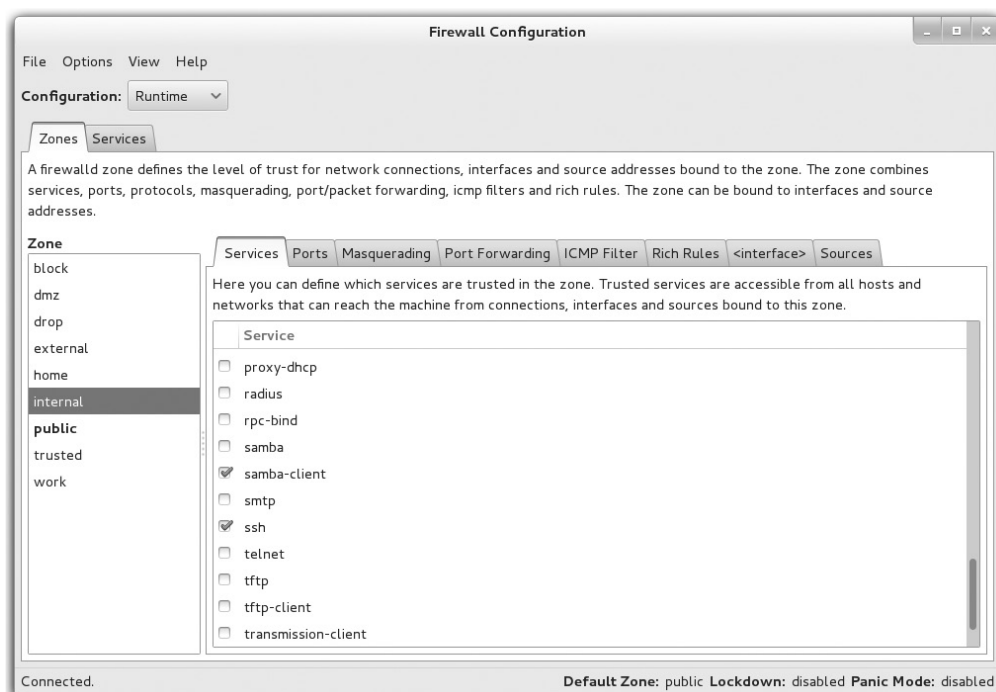 Firewall Configuration
File Options View Help
Configuration: Runtime
Zones Services
A firewalld zone defines the level of trust for network connections, interfaces and source addresses bound to the zone. The zone combines
services, ports, protocols, masquerading, port/packet forwarding, icmp filters and rich rules. The zone can be bound to interfaces and source
addresses.
Zone
block
dmz
drop
external
home
internal
public
trusted
work
Services Ports Masquerading Port Forwarding ICMP Filter Rich Rules <interface> Sources
Here you can define which services are trusted in the zone. Trusted services are accessible from all hosts and
networks that can reach the machine from connections, interfaces and sources bound to this zone.
Service
proxy-dhcp
radius
rpc-bind
samba
samba-client
smtp
ssh
telnet
tftp
tftp-client
transmission-client
Connected.
Default Zone: public Lockdown: disabled Panic Mode: disabled